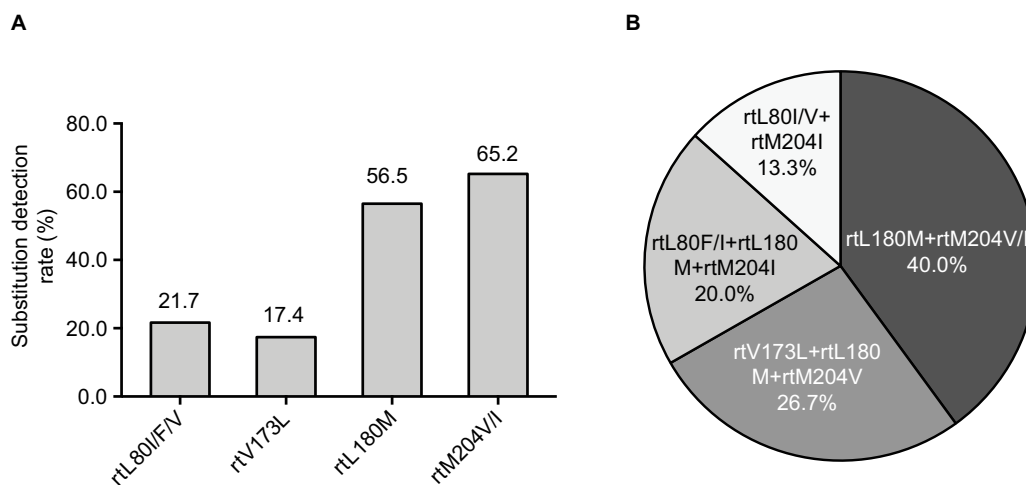 A
Substitution detection
rate (%)
80.0
60.0
40.0
20.0
0.0
21.7
17.4
56.5
65.2
rtL80I/F/V
rtV173L
rtL180M
rtM204V/I
B
rtL80I/V+
rtM204I
13.3%
rtL180M+rtM204V/I
40.0%
rtL80F/I+rtL180
M+rtM204I
20.0%
rtV173L+rtL180
M+rtM204V
26.7%